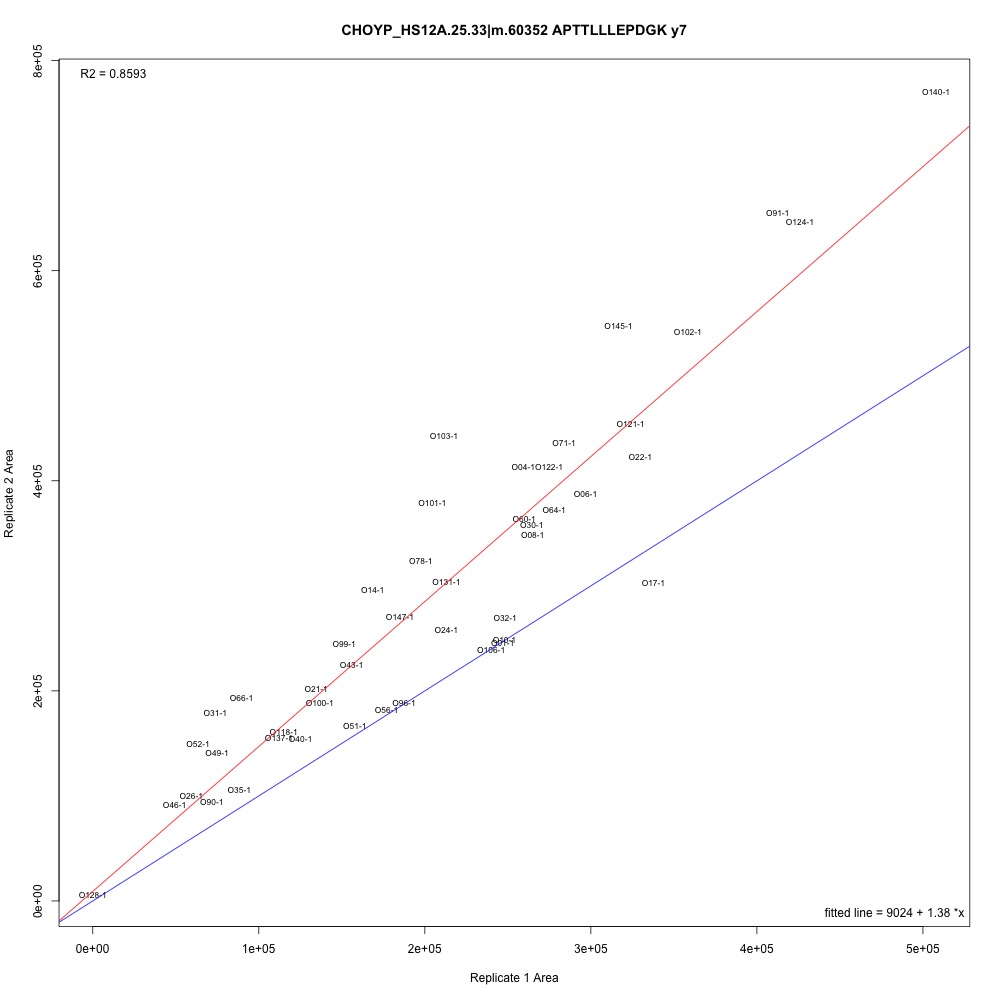 CHOYP_HS12A.25.33|m.60352 APTTLLLEPDGK y7
R2 = 0.8593
8e+05
6e+05
4e+05
2e+05
0e+00
Replicate 2 Area
O140-1
O91-1
O124-1
O145-1
O102-1
O121-1
O103-1
O71-1
O22-1
O04-1
O122-1
O06-1
O101-1
O64-1
O60-1
O30-1
O08-1
O78-1
O131-1
O17-1
O14-1
O147-1
O32-1
O24-1
O99-1
O106-1
O43-1
O21-1
O66-1
O100-1
O96-1
O56-1
O31-1
O51-1
O118-1
O137-1
O40-1
O52-1
O49-1
O35-1
O26-1
O90-1
O46-1
O128-1
fitted line = 9024 + 1.38 *x
0e+00 1e+05 2e+05 3e+05 4e+05 5e+05
Replicate 1 Area